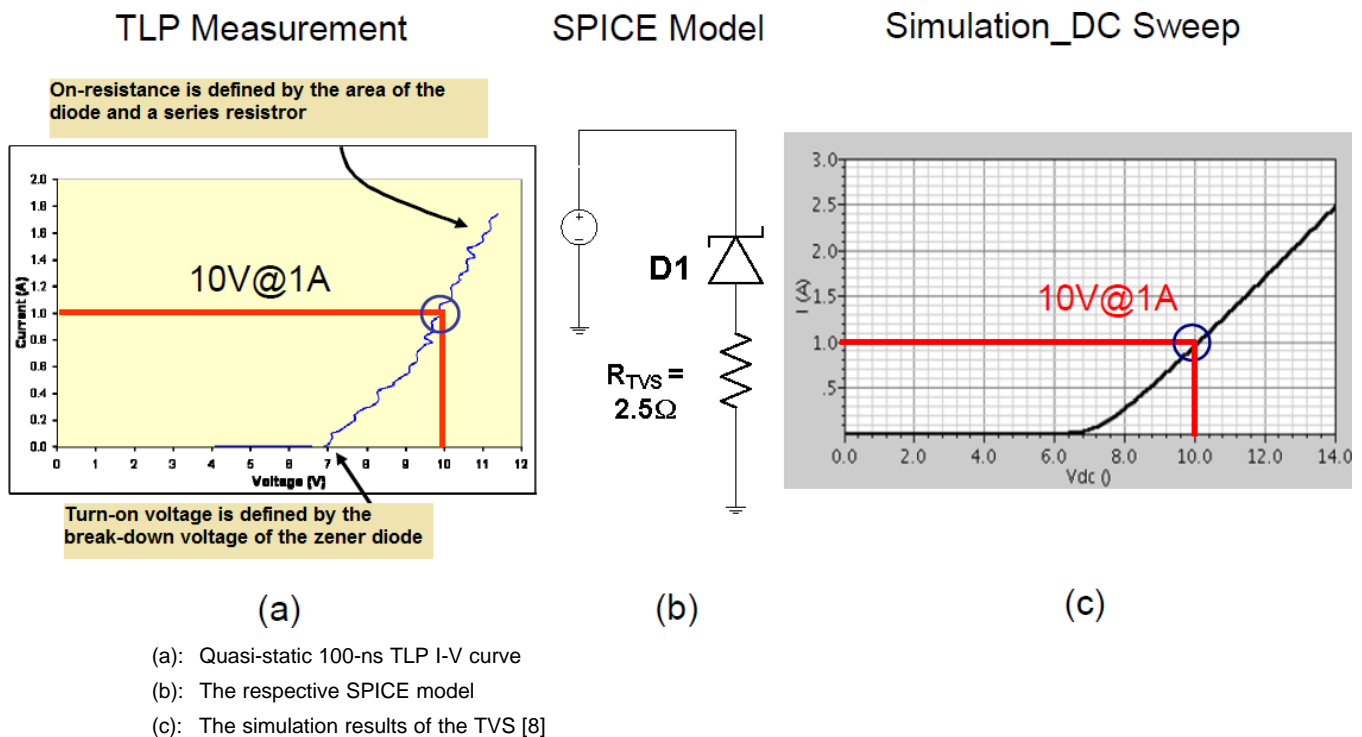 TLP Measurement
SPICE Model
Simulation_DC Sweep
On-resistance is defined by the area of the
diode and a series resistror
2.0
1.8
1.6
1.4
1.2
1.0
0.8
0.6
0.4
0.2
0.0
Current (A)
10V@1A
0 1 2 3 4 5 6 7 8 9 10 11 12
Voltage (V)
Turn-on voltage is defined by the
break-down voltage of the zener diode
+
-
D1
RTVS =
2.5Ω
3.0
2.5
2.0
1.5
1.0
.5
I (A)
10V@1A
0.0 2.0 4.0 6.0 8.0 10.0 12.0 14.0
Vdc ()
(a)
(b)
(c)
(a): Quasi-static 100-ns TLP I-V curve
(b): The respective SPICE model
(c): The simulation results of the TVS [8]